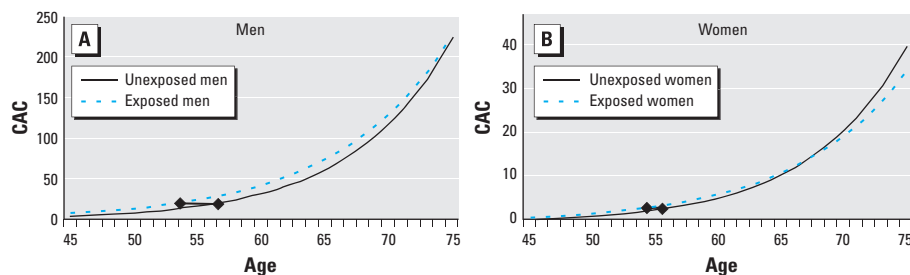 A
Men
Unexposed men
Exposed men
CAC
250
200
150
100
50
0
45 50 55 60 65 70 75
Age
B
Women
Unexposed women
Exposed women
CAC
40
30
20
10
0
45 50 55 60 65 70 75
Age